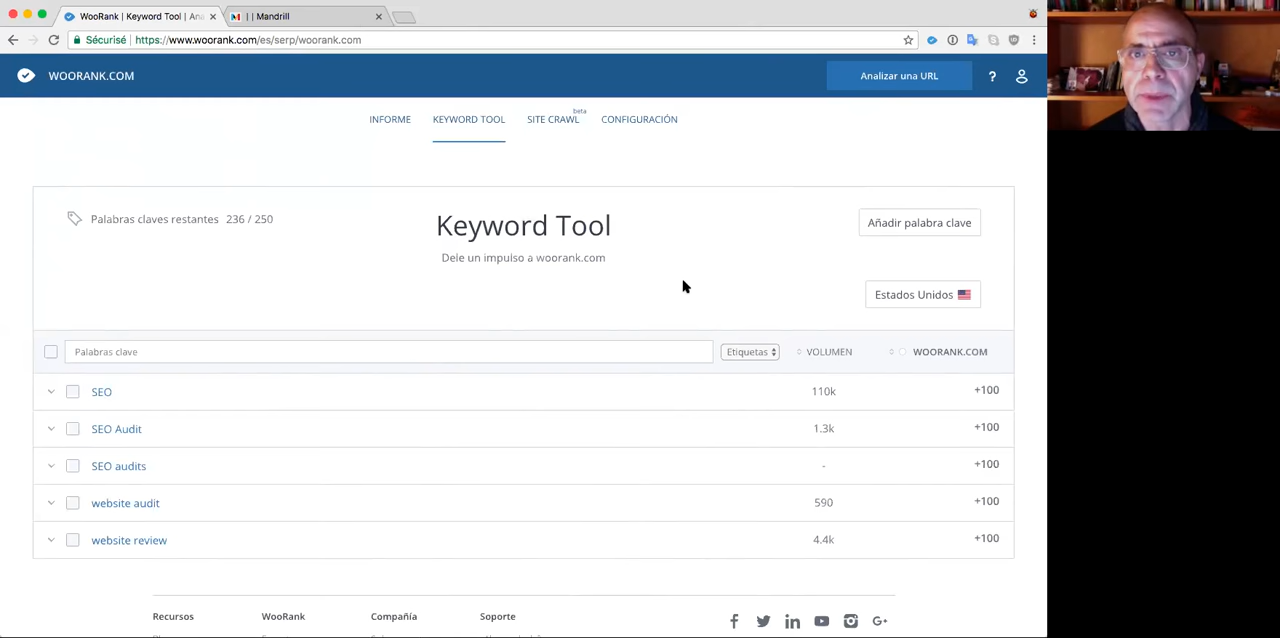 WooRank | Keyword Tool | Ana
| | Mandrill
Sécurisé | https://www.woorank.com/es/serp/woorank.com
WOORANK.COM
Analizar una URL
?
INFORME
KEYWORD TOOL
SITE CRAWL beta
CONFIGURACIÓN
Palabras claves restantes 236 / 250
Keyword Tool
Añadir palabra clave
Dele un impulso a woorank.com
Estados Unidos
Palabras clave
Etiquetas
VOLUMEN
WOORANK.COM
SEO 110k +100
SEO Audit 1.3k +100
SEO audits - +100
website audit 590 +100
website review 4.4k +100
Recursos
WooRank
Compañía
Soporte